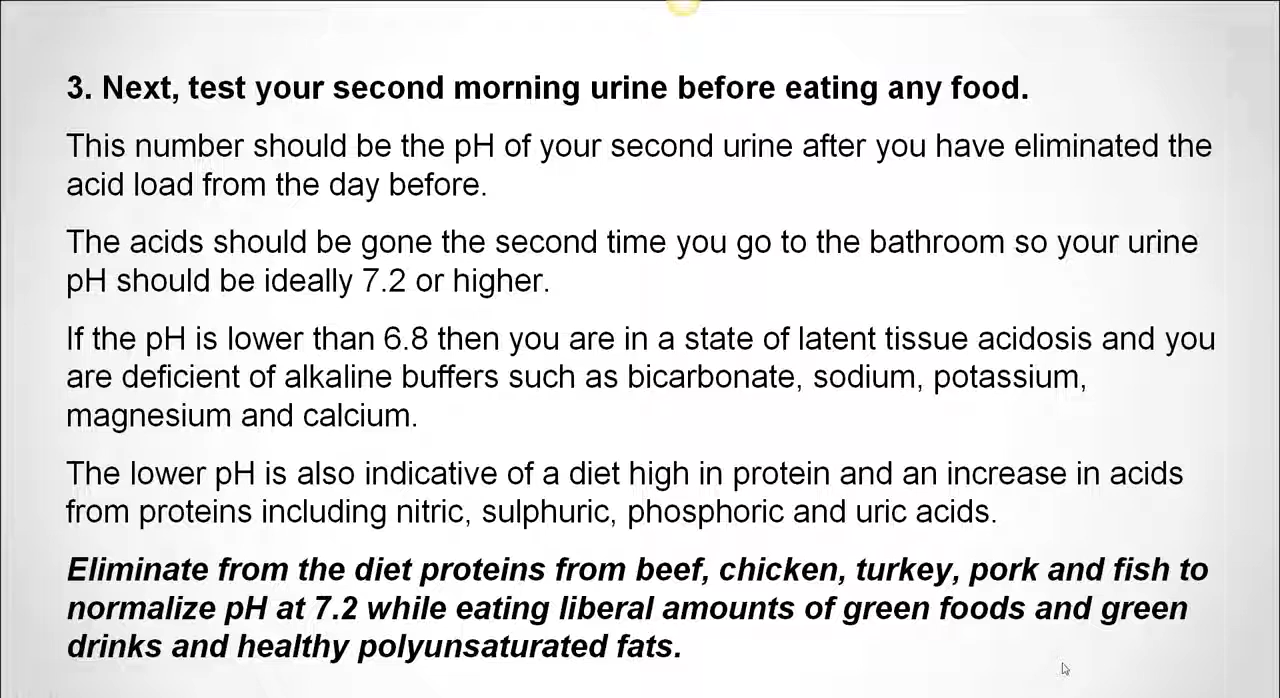 3. Next, test your second morning urine before eating any food.
This number should be the pH of your second urine after you have eliminated the
acid load from the day before.
The acids should be gone the second time you go to the bathroom so your urine
pH should be ideally 7.2 or higher.
If the pH is lower than 6.8 then you are in a state of latent tissue acidosis and you
are deficient of alkaline buffers such as bicarbonate, sodium, potassium,
magnesium and calcium.
The lower pH is also indicative of a diet high in protein and an increase in acids
from proteins including nitric, sulphuric, phosphoric and uric acids.
Eliminate from the diet proteins from beef, chicken, turkey, pork and fish to
normalize pH at 7.2 while eating liberal amounts of green foods and green
drinks and healthy polyunsaturated fats.